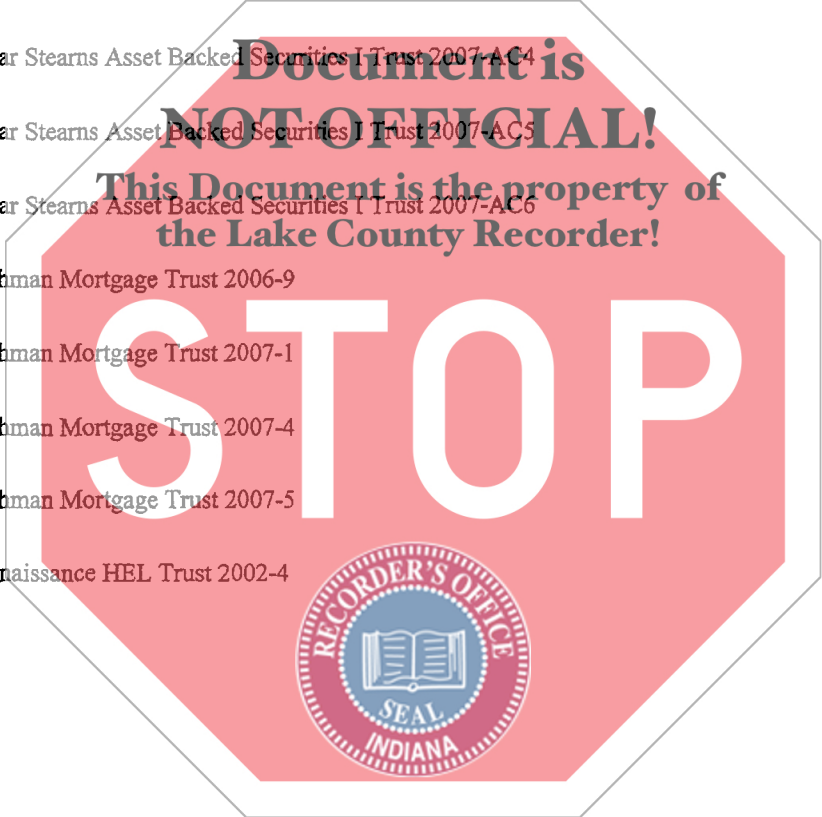 ar Stearns Asset Backed Securities I Trust 2007-AC4
Document is
ar Stearns Asset Backed Securities I Trust 2007-AC5
NOT OFFICIAL!
This Document is the property of
ar Stearns Asset Backed Securities I Trust 2007-AC6
the Lake County Recorder!
hman Mortgage Trust 2006-9
STOP
hman Mortgage Trust 2007-1
hman Mortgage Trust 2007-4
hman Mortgage Trust 2007-5
naissance HEL Trust 2002-4
RECORDER'S OFFICE
SEAL
INDIANA